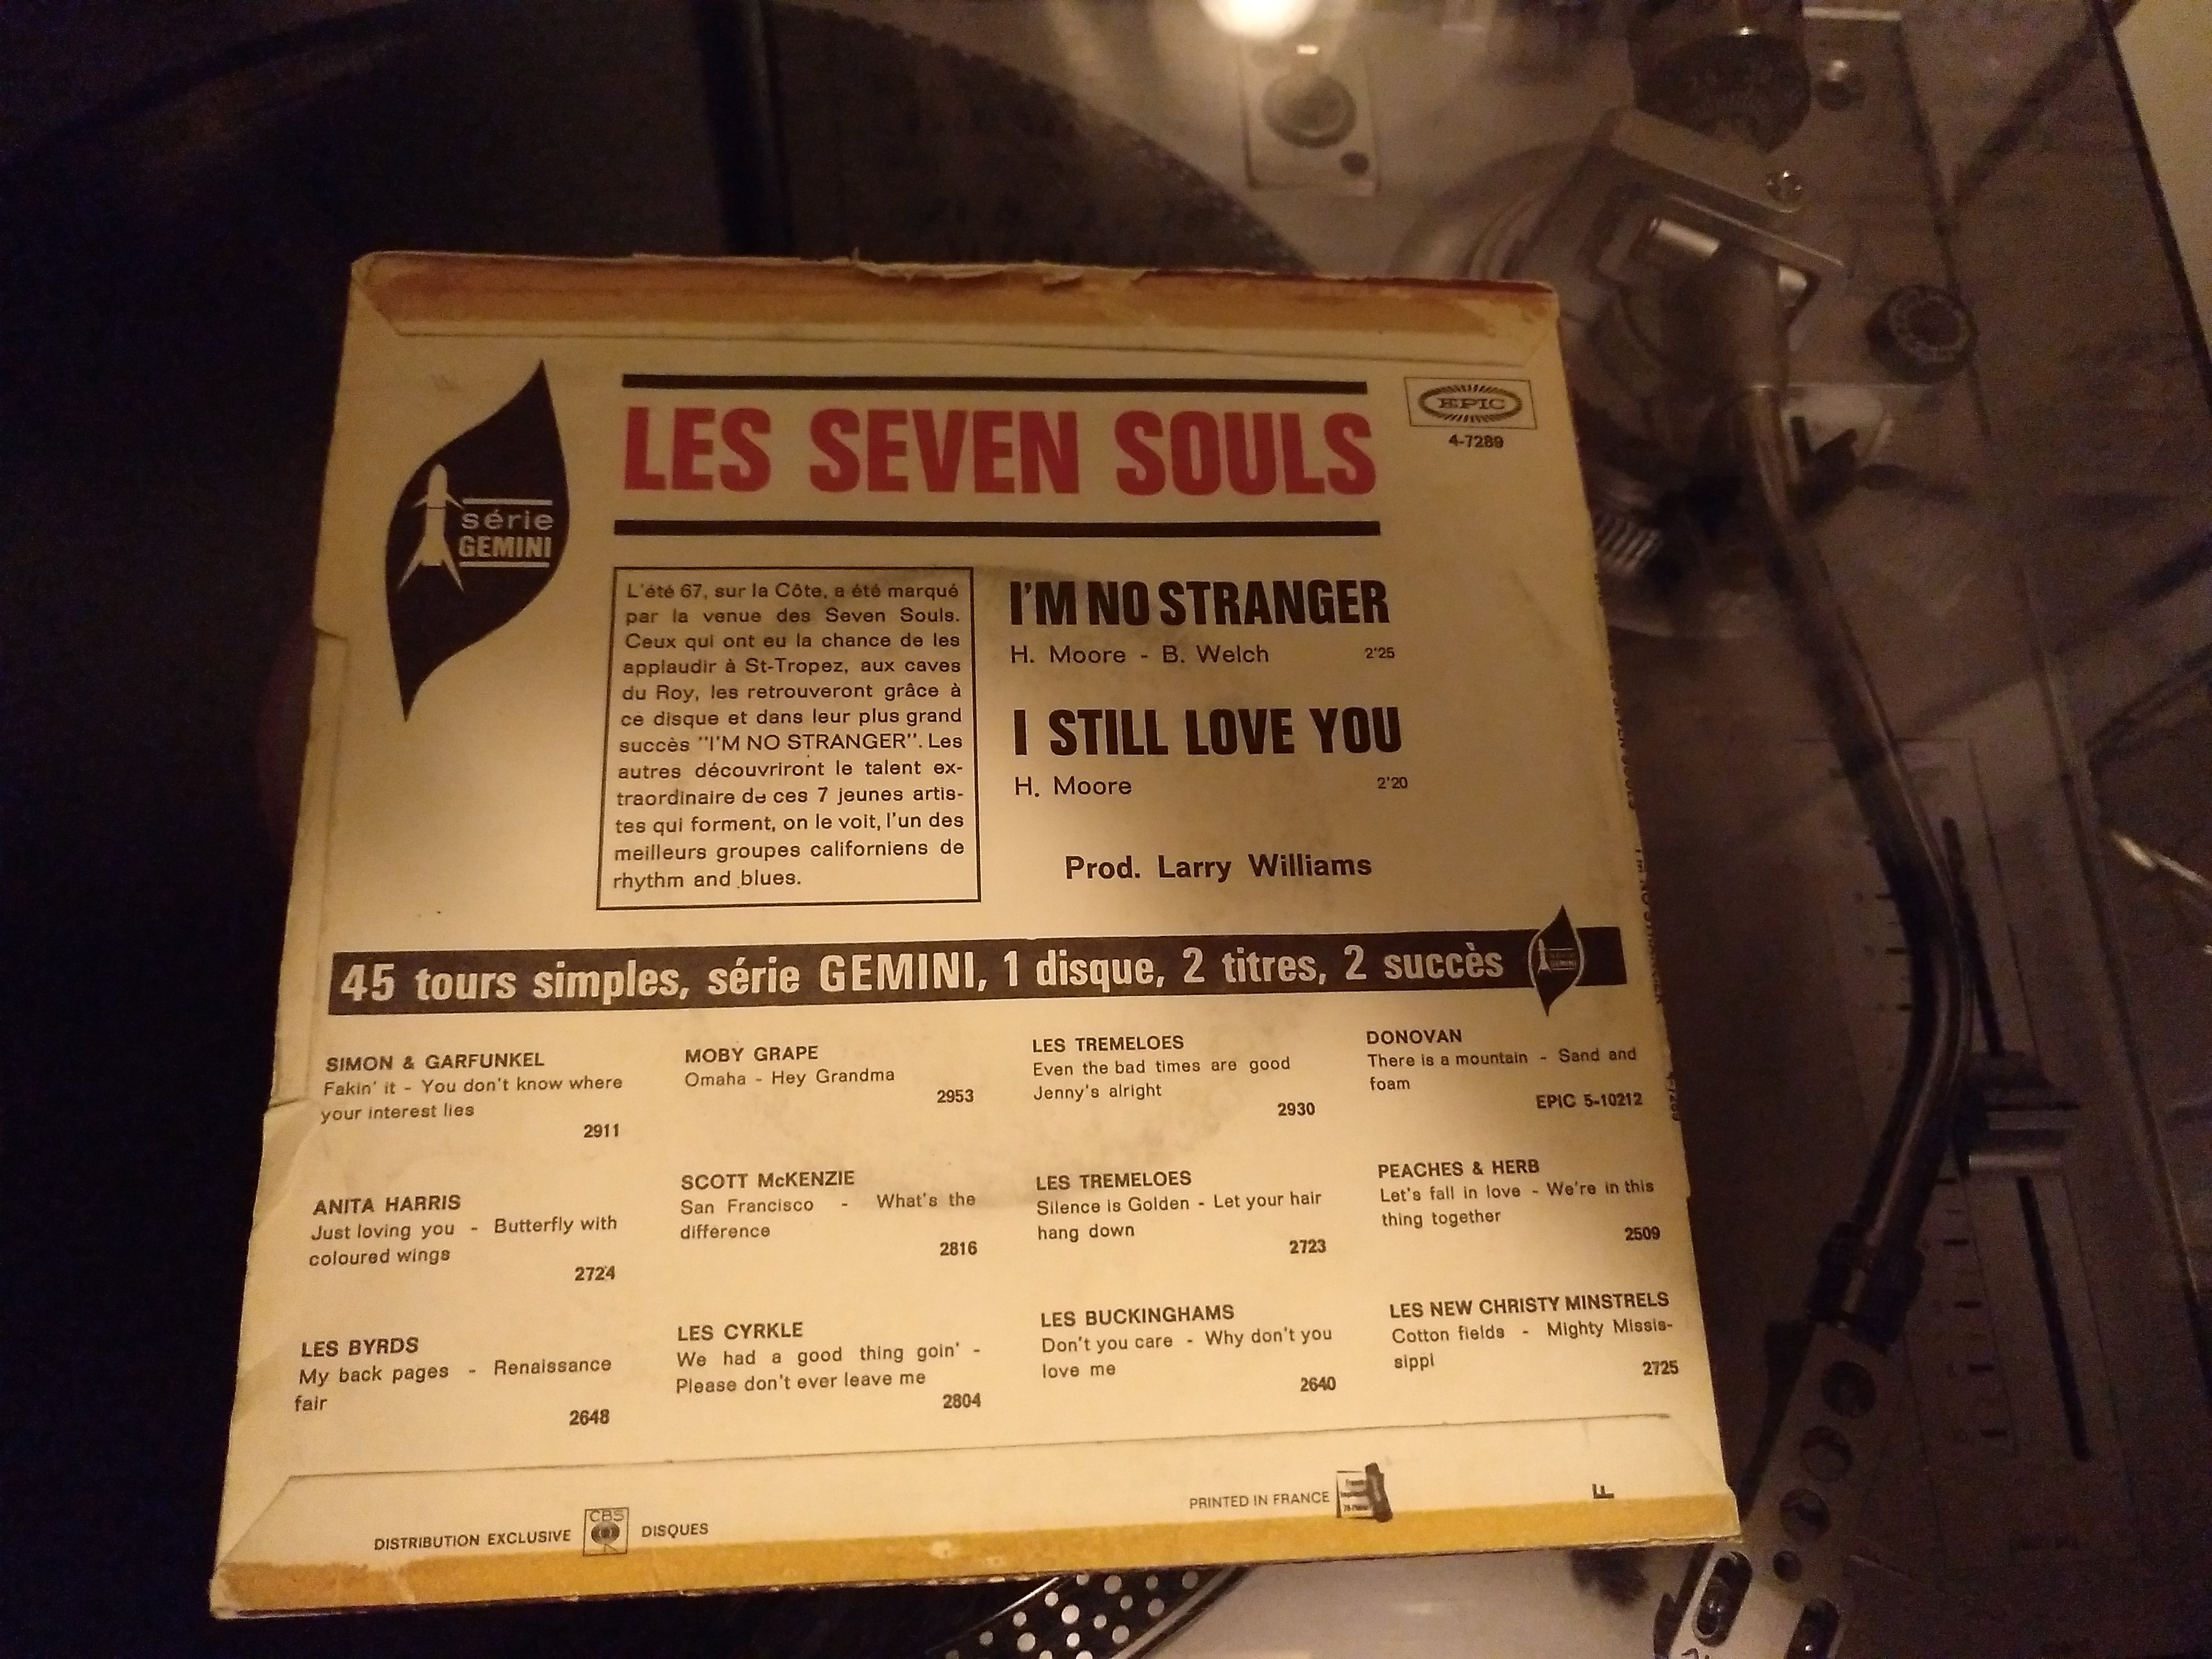 LES SEVEN SOULS
EPIC
4-7289
série
GEMINI
L'été 67, sur la Côte, a été marqué
par la venue des Seven Souls.
Ceux qui ont eu la chance de les
applaudir à St-Tropez, aux caves
du Roy, les retrouveront grâce à
ce disque et dans leur plus grand
succès "I'M NO STRANGER". Les
autres découvriront le talent ex-
traordinaire de ces 7 jeunes artis-
tes qui forment, on le voit, l'un des
meilleurs groupes californiens de
rhythm and blues.
I'M NO STRANGER
H. Moore - B. Welch 2'25
I STILL LOVE YOU
H. Moore 2'20
Prod. Larry Williams
45 tours simples, série GEMINI, 1 disque, 2 titres, 2 succès
SIMON & GARFUNKEL
Fakin' it - You don't know where
your interest lies
2911
MOBY GRAPE
Omaha - Hey Grandma
2953
LES TREMELOES
Even the bad times are good
Jenny's alright
2930
DONOVAN
There is a mountain - Sand and
foam
EPIC 5-10212
ANITA HARRIS
Just loving you - Butterfly with
coloured wings
2724
SCOTT McKENZIE
San Francisco - What's the
difference
2816
LES TREMELOES
Silence is Golden - Let your hair
hang down
2723
PEACHES & HERB
Let's fall in love - We're in this
thing together
2509
LES BYRDS
My back pages - Renaissance
fair
2648
LES CYRKLE
We had a good thing goin' -
Please don't ever leave me
2804
LES BUCKINGHAMS
Don't you care - Why don't you
love me
2640
LES NEW CHRISTY MINSTRELS
Cotton fields - Mighty Missis-
sippi
2725
DISTRIBUTION EXCLUSIVE CBS DISQUES
PRINTED IN FRANCE
F